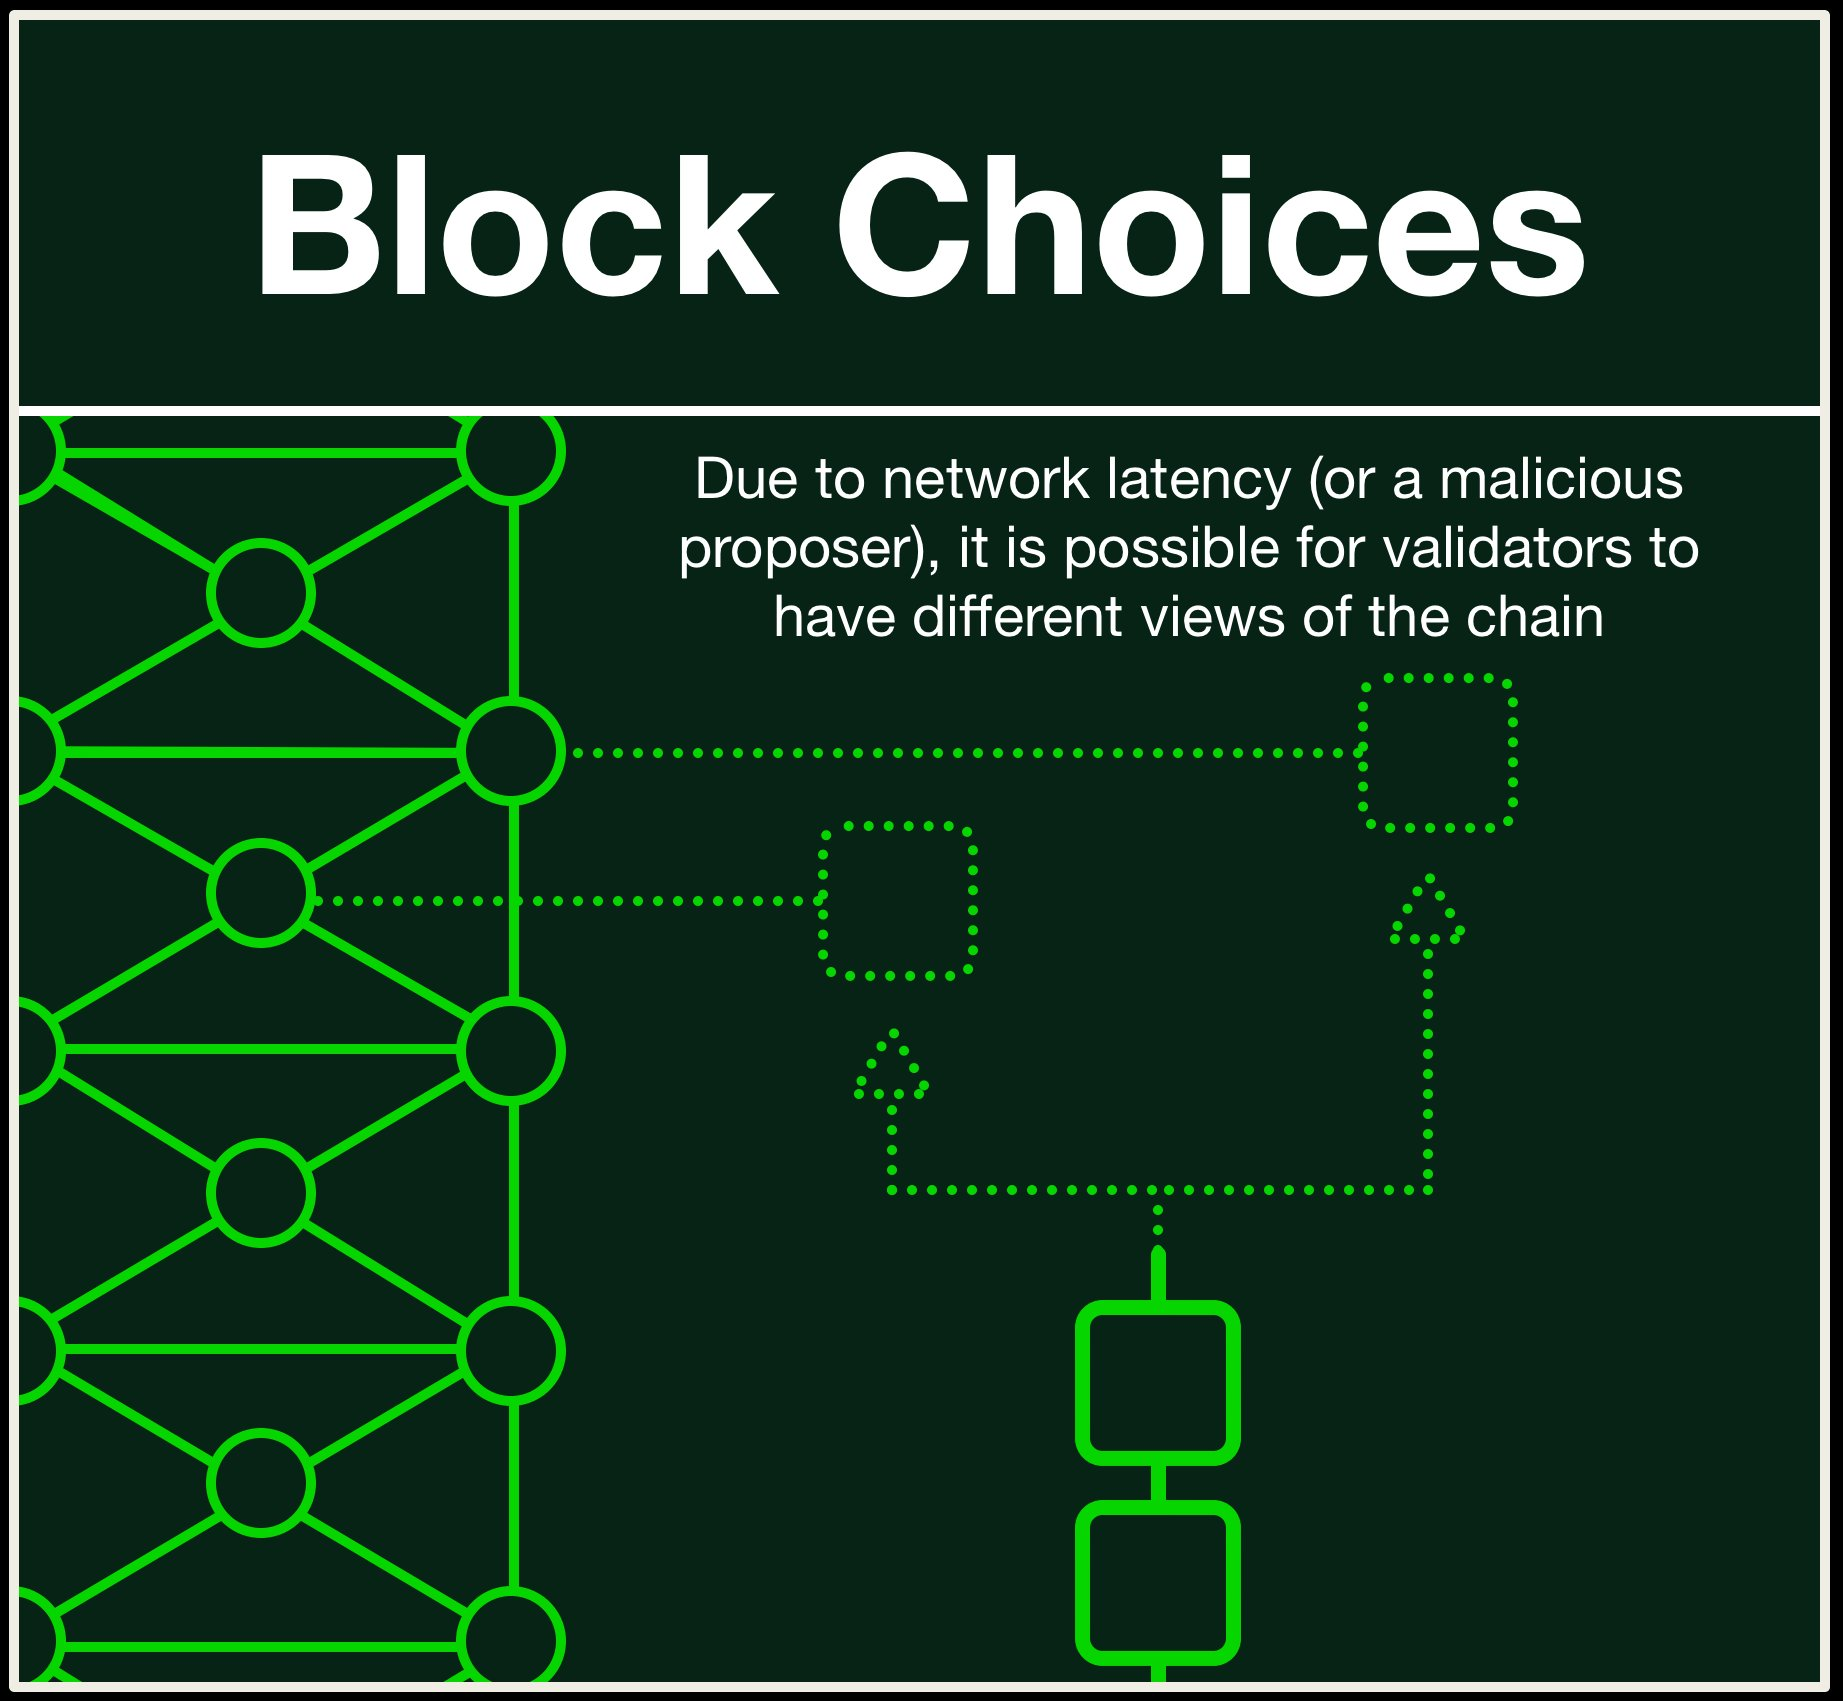 Block Choices
Due to network latency (or a malicious
proposer), it is possible for validators to
have different views of the chain